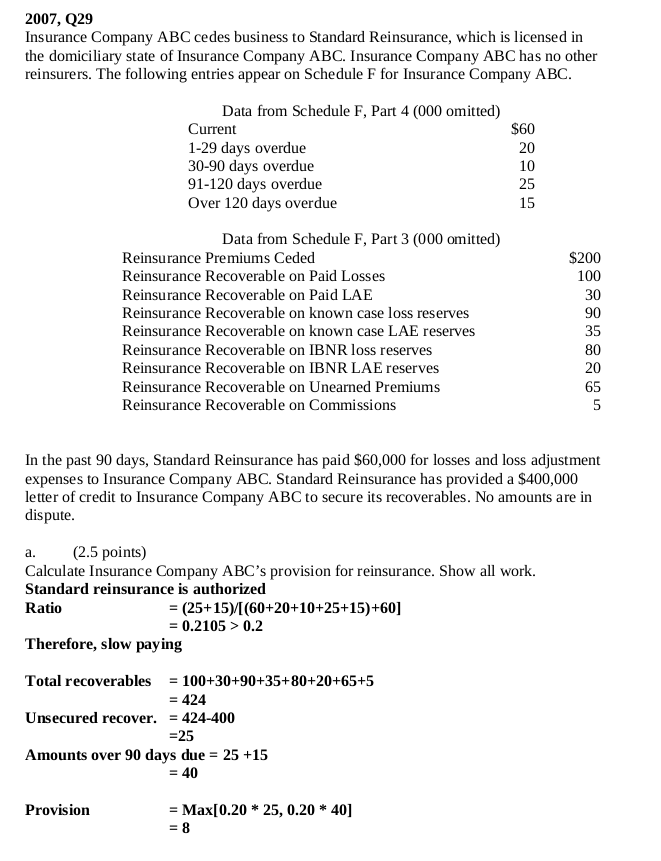 2007, Q29
Insurance Company ABC cedes business to Standard Reinsurance, which is licensed in
the domiciliary state of Insurance Company ABC. Insurance Company ABC has no other
reinsurers. The following entries appear on Schedule F for Insurance Company ABC.
Data from Schedule F, Part 4 (000 omitted)
Current $60
1-29 days overdue 20
30-90 days overdue 10
91-120 days overdue 25
Over 120 days overdue 15
Data from Schedule F, Part 3 (000 omitted)
Reinsurance Premiums Ceded $200
Reinsurance Recoverable on Paid Losses 100
Reinsurance Recoverable on Paid LAE 30
Reinsurance Recoverable on known case loss reserves 90
Reinsurance Recoverable on known case LAE reserves 35
Reinsurance Recoverable on IBNR loss reserves 80
Reinsurance Recoverable on IBNR LAE reserves 20
Reinsurance Recoverable on Unearned Premiums 65
Reinsurance Recoverable on Commissions 5
In the past 90 days, Standard Reinsurance has paid $60,000 for losses and loss adjustment
expenses to Insurance Company ABC. Standard Reinsurance has provided a $400,000
letter of credit to Insurance Company ABC to secure its recoverables. No amounts are in
dispute.
a. (2.5 points)
Calculate Insurance Company ABC’s provision for reinsurance. Show all work.
Standard reinsurance is authorized
Ratio = (25+15)/[(60+20+10+25+15)+60]
= 0.2105 > 0.2
Therefore, slow paying
Total recoverables = 100+30+90+35+80+20+65+5
= 424
Unsecured recover. = 424-400
=25
Amounts over 90 days due = 25 +15
= 40
Provision = Max[0.20 * 25, 0.20 * 40]
= 8